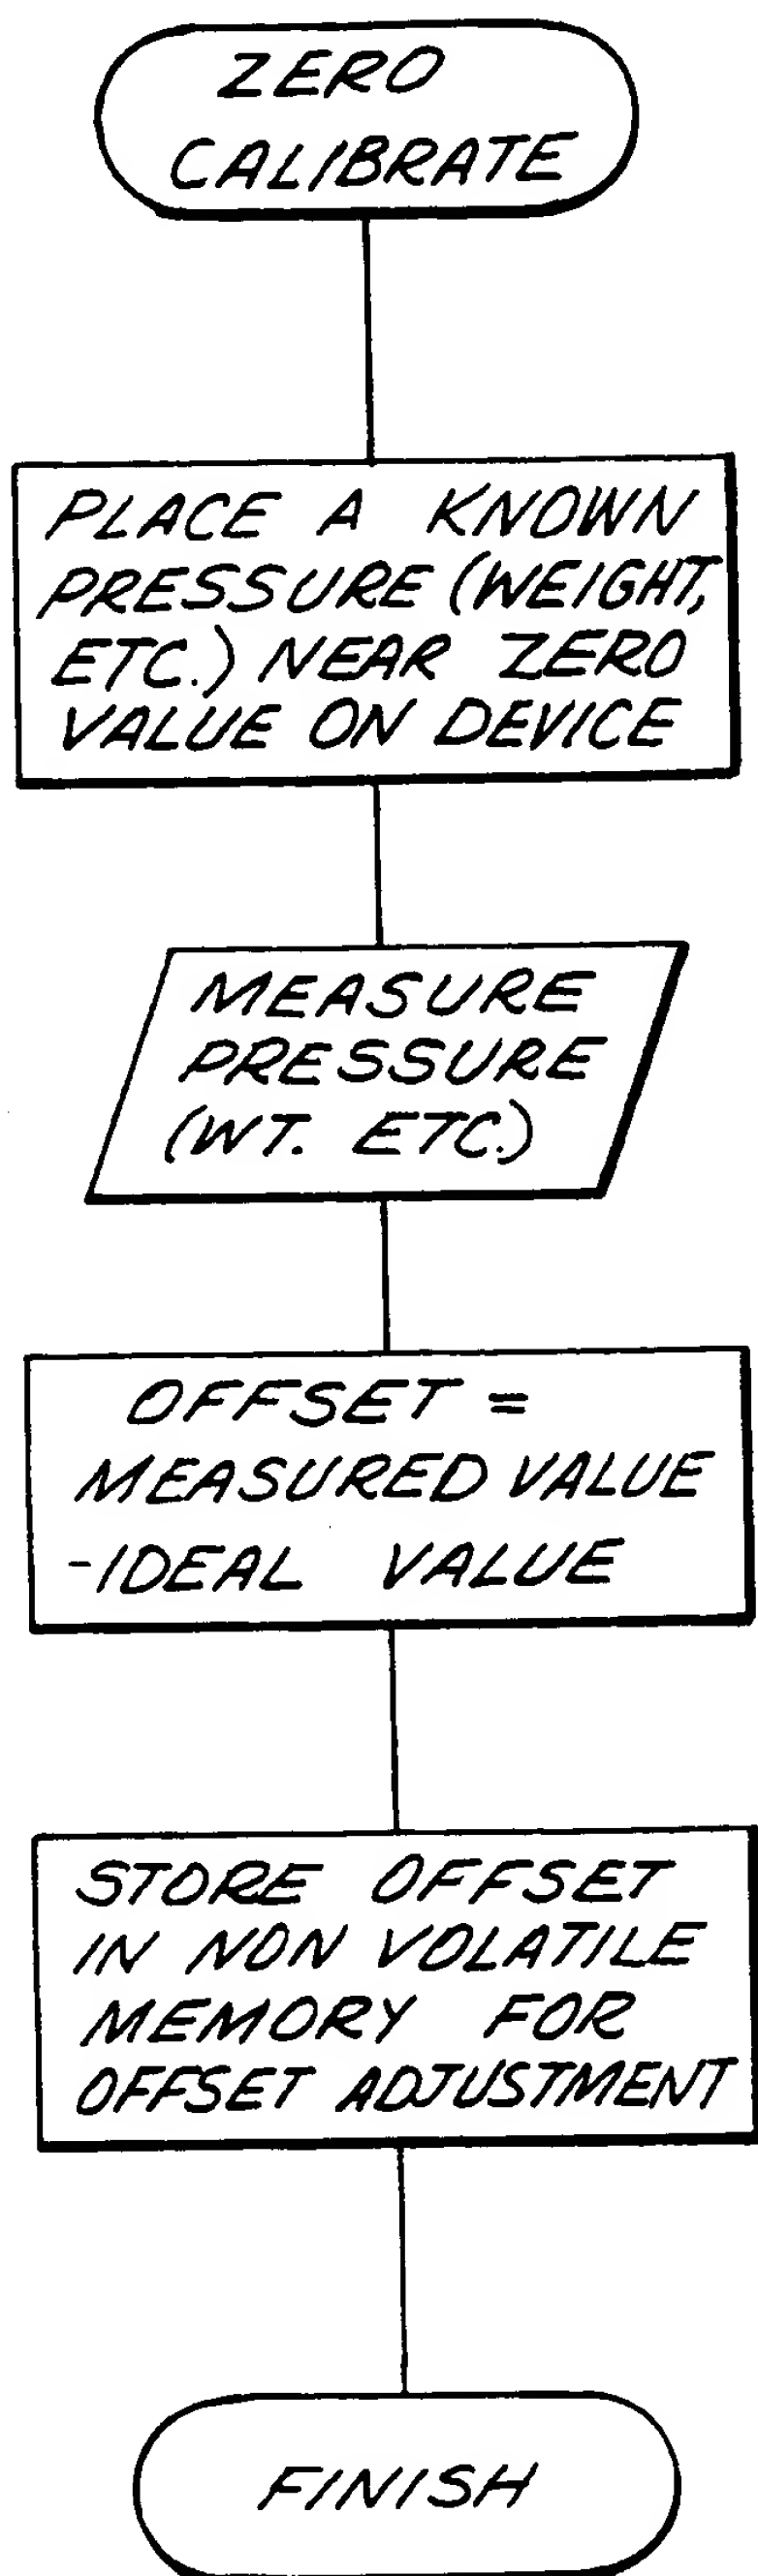 ZERO
CALIBRATE
PLACE A KNOWN
PRESSURE (WEIGHT,
ETC.) NEAR ZERO
VALUE ON DEVICE
MEASURE
PRESSURE
(WT. ETC.)
OFFSET =
MEASURED VALUE
-IDEAL VALUE
STORE OFFSET
IN NON VOLATILE
MEMORY FOR
OFFSET ADJUSTMENT
FINISH